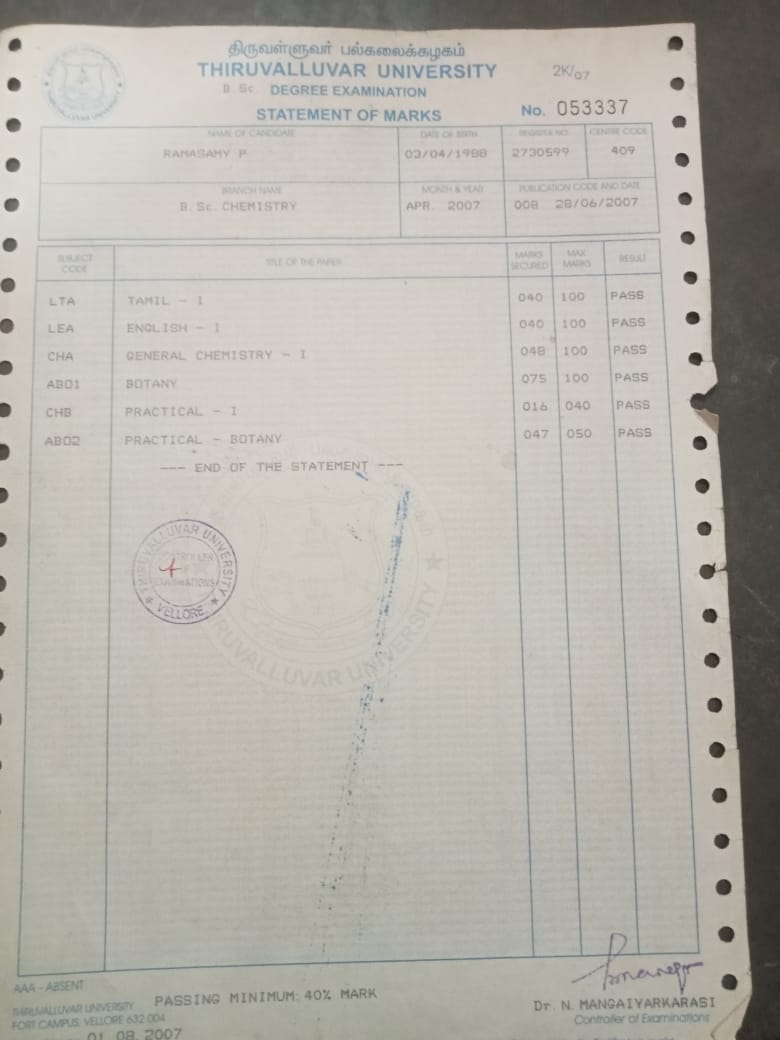 திருவள்ளுவர் பல்கலைக்கழகம்
THIRUVALLUVAR UNIVERSITY
2K/07
B. Sc. DEGREE EXAMINATION
STATEMENT OF MARKS
No. 053337
NAME OF CANDIDATE DATE OF BIRTH REGISTER NO. CENTRE CODE
RAMASAMY P 03/04/1988 2730599 409
BRANCH NAME MONTH & YEAR PUBLICATION CODE AND DATE
B. Sc. CHEMISTRY APR. 2007 008 28/06/2007
SUBJECT CODE TITLE OF THE PAPER MARKS SECURED MAX MARKS RESULT
LTA TAMIL - I 040 100 PASS
LEA ENGLISH - I 040 100 PASS
CHA GENERAL CHEMISTRY - I 048 100 PASS
AB01 BOTANY 075 100 PASS
CHB PRACTICAL - I 016 040 PASS
AB02 PRACTICAL - BOTANY 047 050 PASS
--- END OF THE STATEMENT ---
THIRUVALLUVAR UNIVERSITY
CONTROLLER
OF
EXAMINATIONS
VELLORE
THIRUVALLUVAR UNIVERSITY
AAA - ABSENT
PASSING MINIMUM: 40% MARK
THIRUVALLUVAR UNIVERSITY
FORT CAMPUS, VELLORE 632 004
01.08.2007
Dr. N. MANGAIYARKARASI
Controller of Examinations